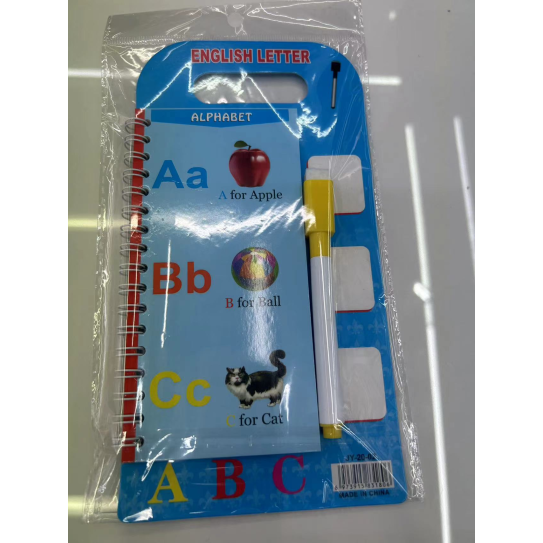 ENGLISH LETTER
ALPHABET
Aa
A for Apple
Bb
B for Ball
Cc
C for Cat
A B C
MADE IN CHINA